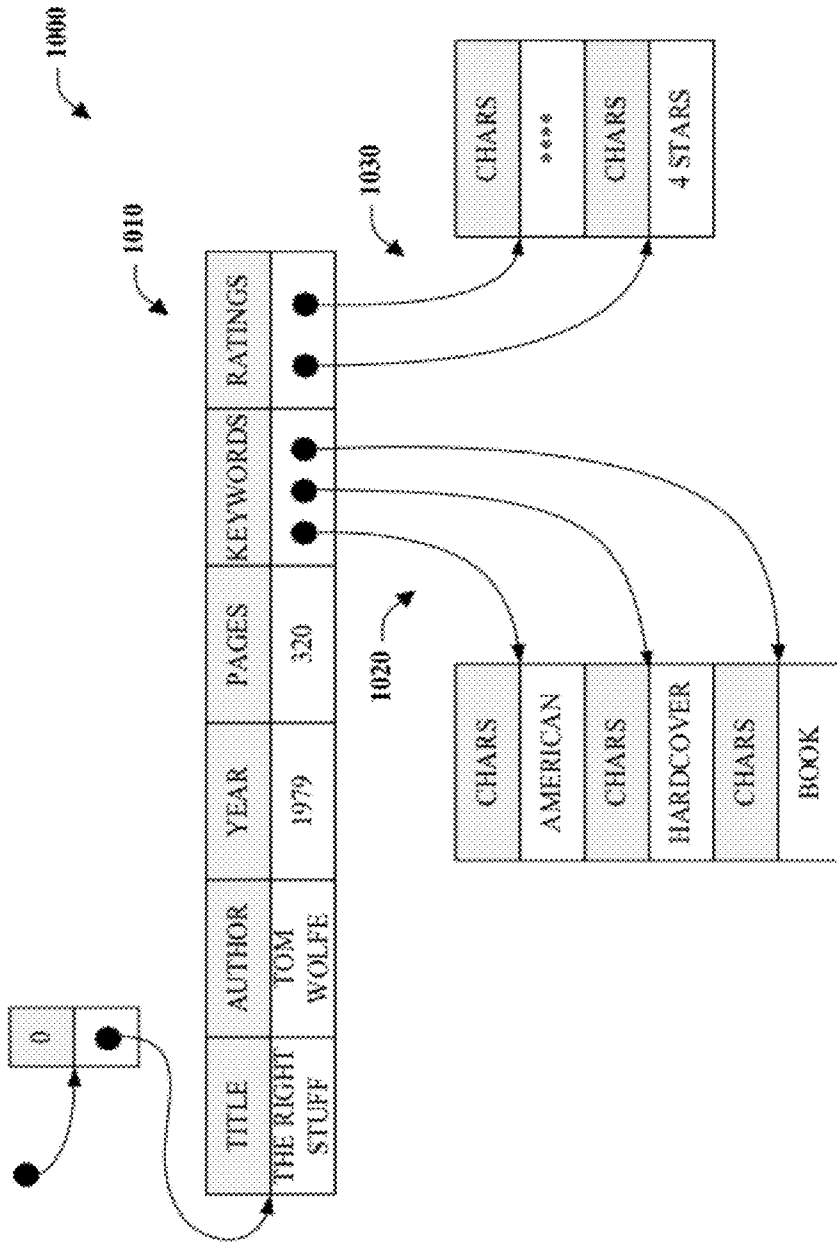 1000
0
1010
TITLE
AUTHOR
YEAR
PAGES
KEYWORDS
RATINGS
THE RIGHT
STUFF
TOM
WOLFE
1979
320
1020
1030
CHARS
AMERICAN
CHARS
HARDCOVER
CHARS
BOOK
CHARS
****
CHARS
4 STARS